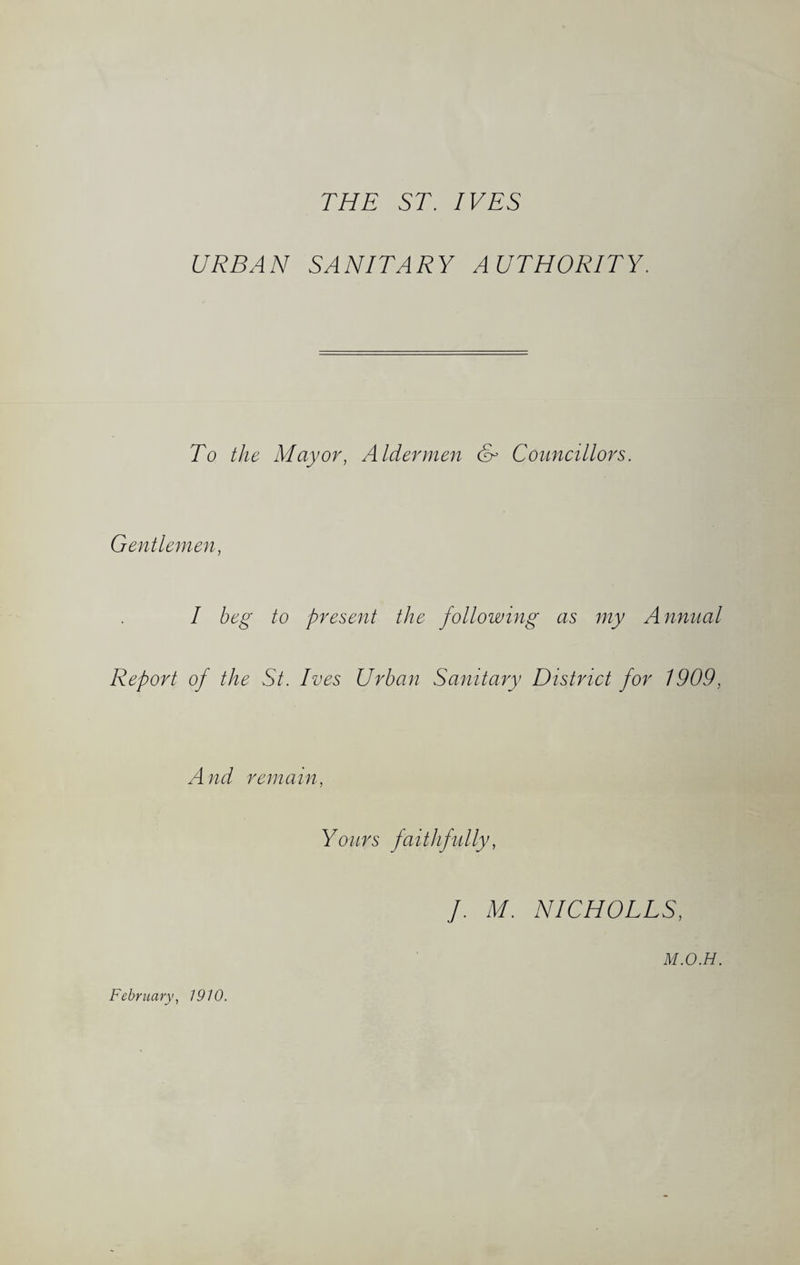 THE ST. IVES
URBAN SANITARY AUTHORITY.
To the Mayor, Aldermen & Councillors.
Gentlemen,
I beg to present the following as my Annual
Report of the St. Ives Urban Sanitary District for 1909,
And remain,
Yours faithfully,
J. M. NICHOLLS,
M.O.H.
February, 1910.